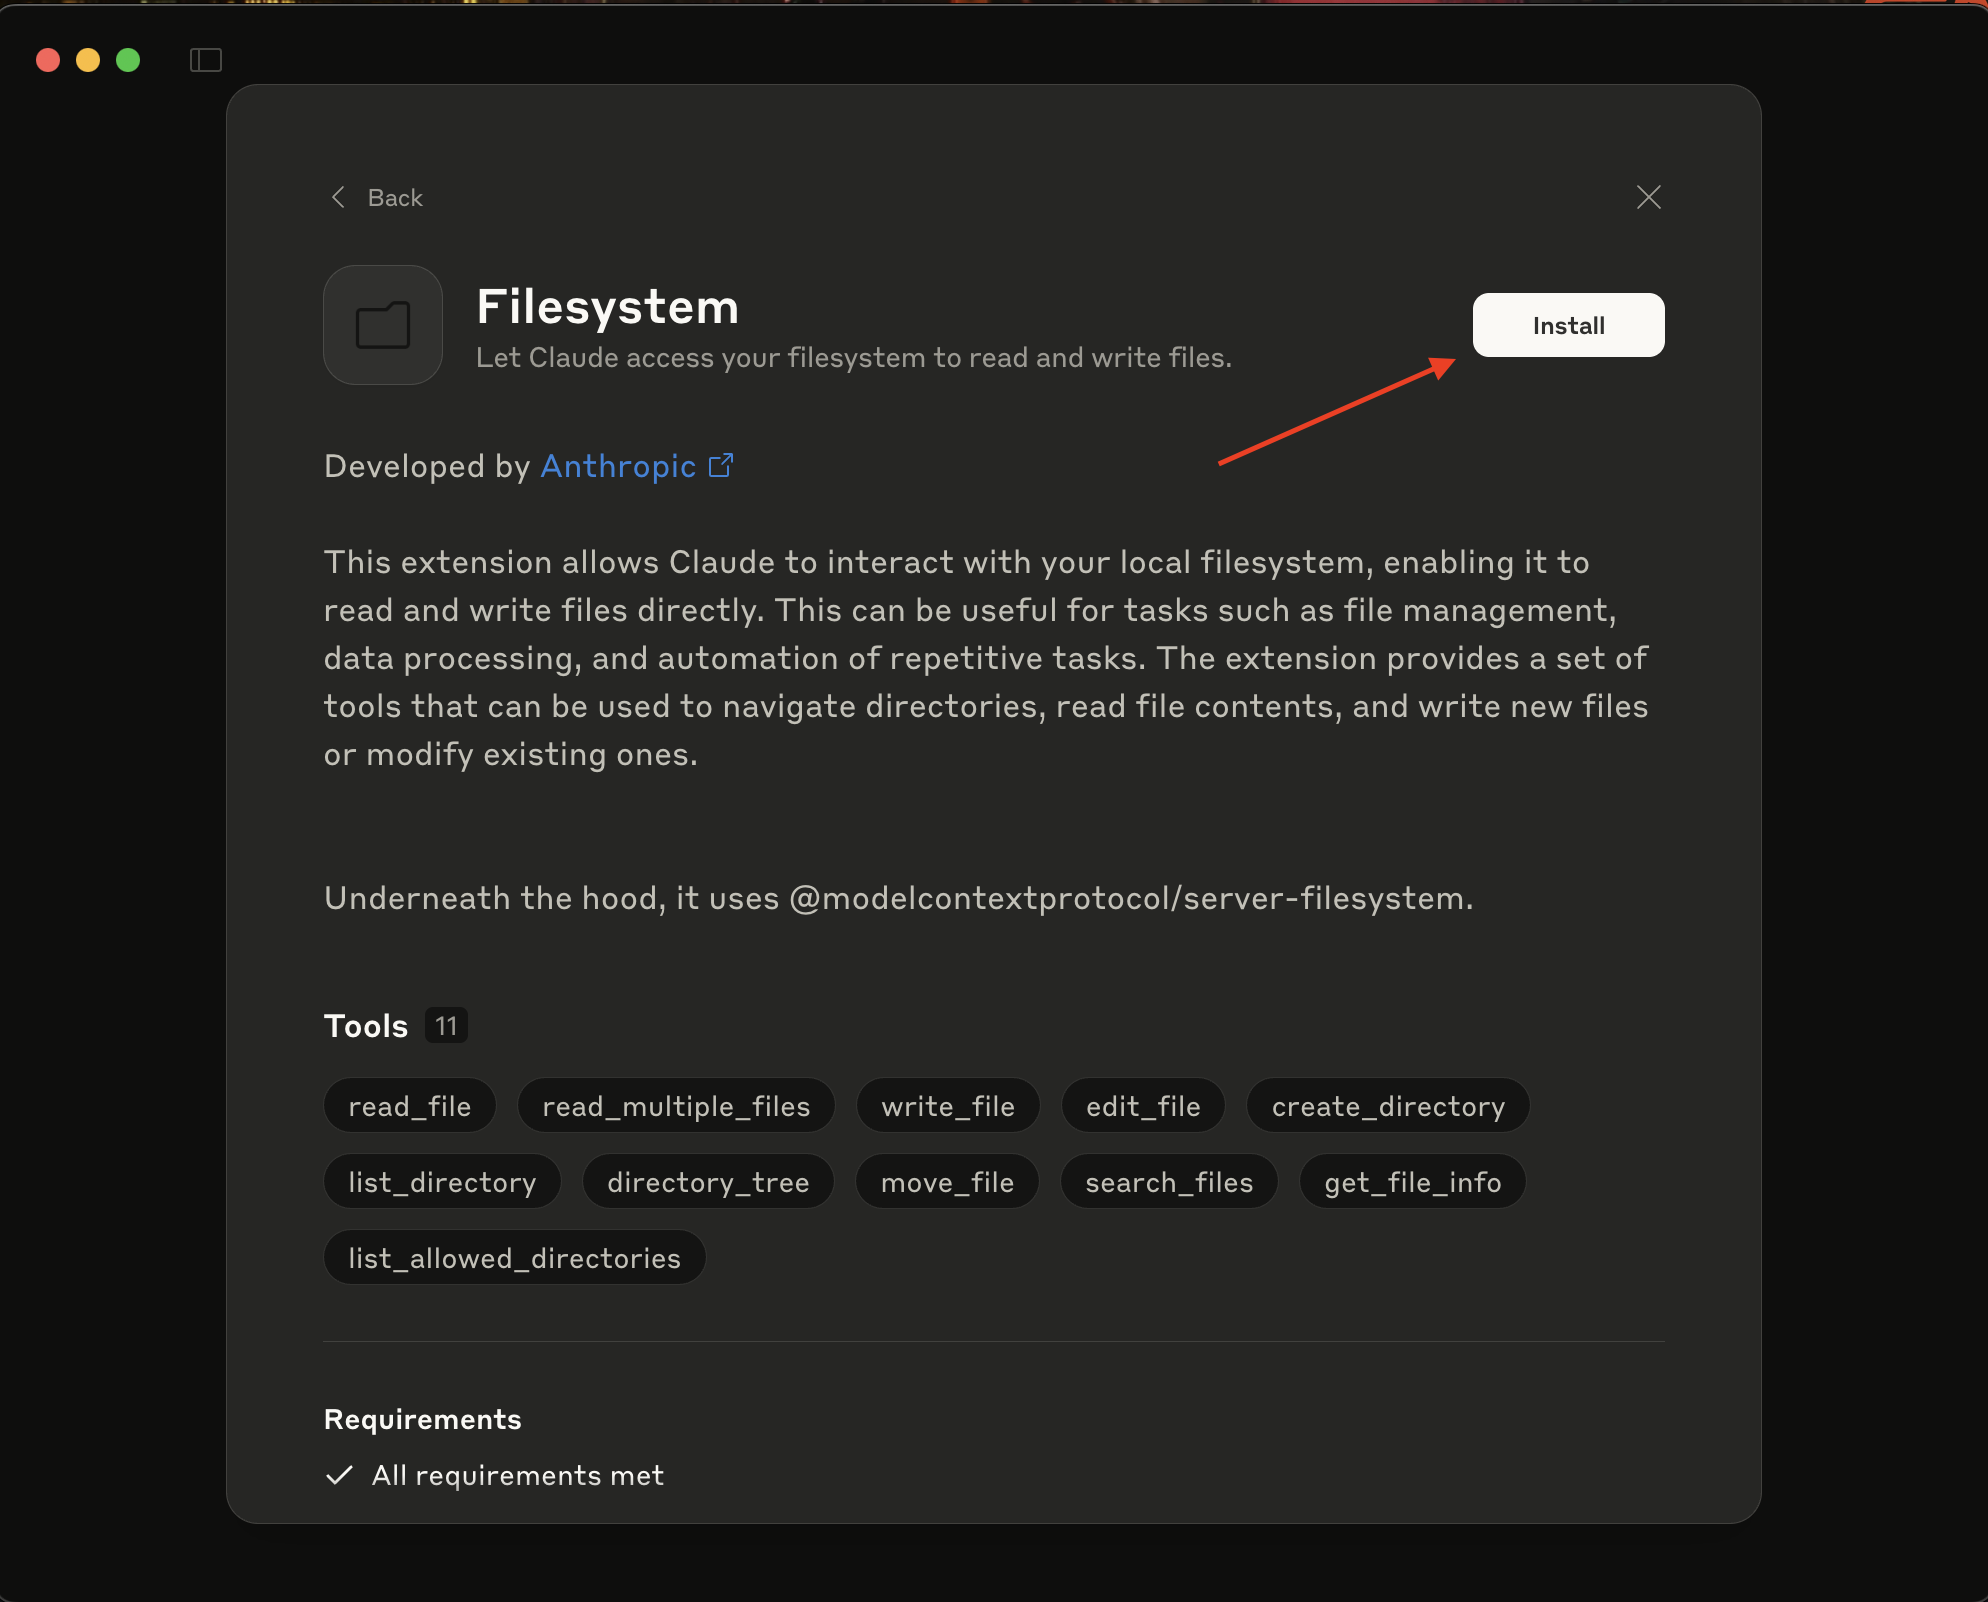 Back
Filesystem
Install
Let Claude access your filesystem to read and write files.
Developed by Anthropic
This extension allows Claude to interact with your local filesystem, enabling it to
read and write files directly. This can be useful for tasks such as file management,
data processing, and automation of repetitive tasks. The extension provides a set of
tools that can be used to navigate directories, read file contents, and write new files
or modify existing ones.
Underneath the hood, it uses @modelcontextprotocol/server-filesystem.
Tools 11
read_file read_multiple_files write_file edit_file create_directory
list_directory directory_tree move_file search_files get_file_info
list_allowed_directories
Requirements
All requirements met